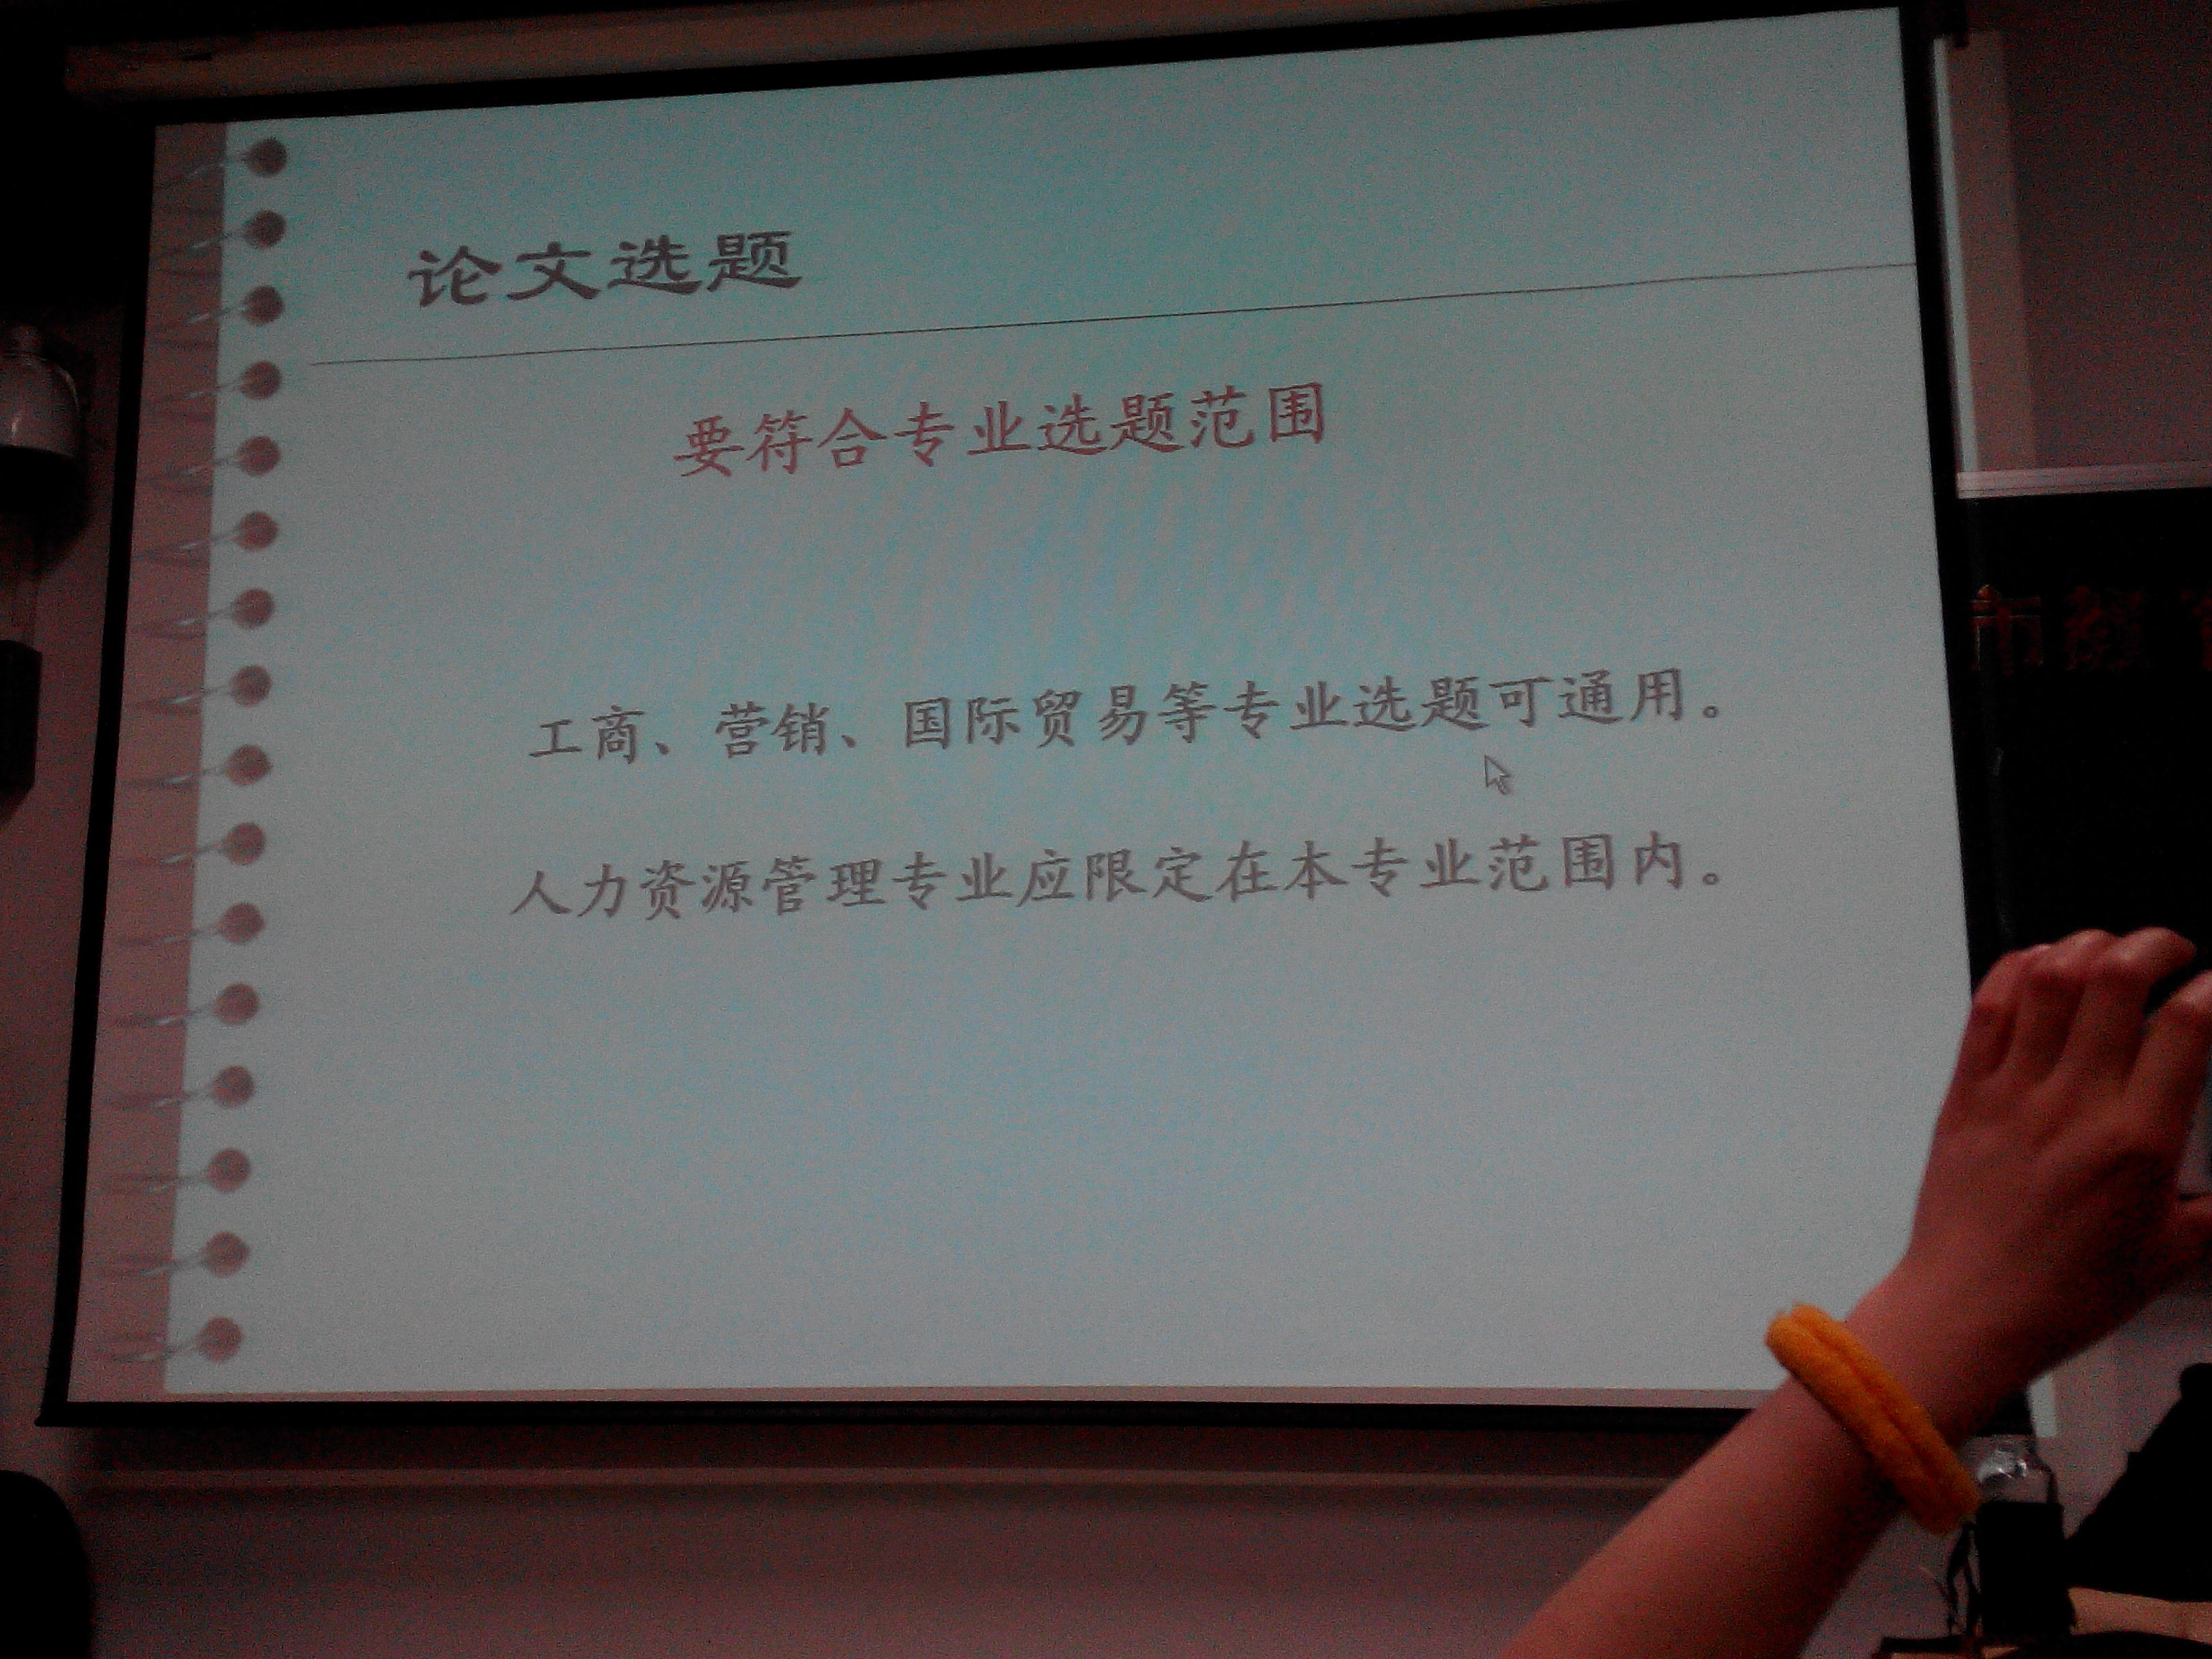 论文选题
要符合专业选题范围
工商、营销、国际贸易等专业选题可通用。
人力资源管理专业应限定在本专业范围内。